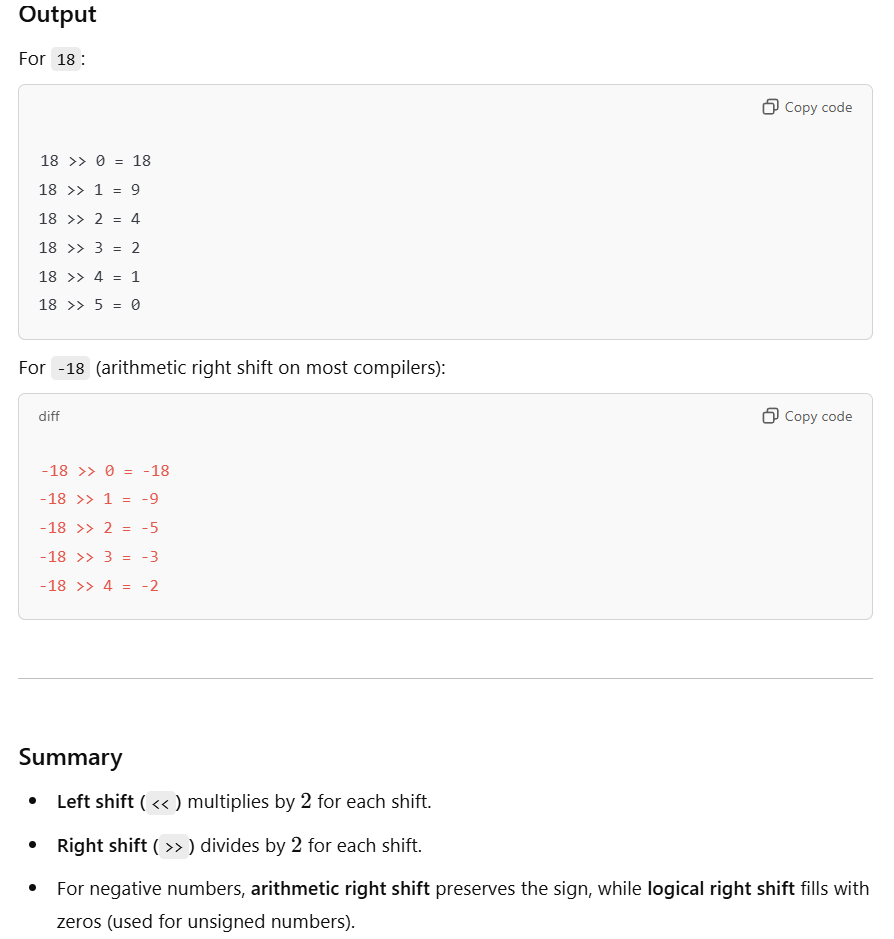 Output
For 18 :
Copy code
18 >> 0 = 18
18 >> 1 = 9
18 >> 2 = 4
18 >> 3 = 2
18 >> 4 = 1
18 >> 5 = 0
For -18 (arithmetic right shift on most compilers):
diff Copy code
-18 >> 0 = -18
-18 >> 1 = -9
-18 >> 2 = -5
-18 >> 3 = -3
-18 >> 4 = -2
Summary
• Left shift ( << ) multiplies by 2 for each shift.
• Right shift ( >> ) divides by 2 for each shift.
• For negative numbers, arithmetic right shift preserves the sign, while logical right shift fills with
zeros (used for unsigned numbers).